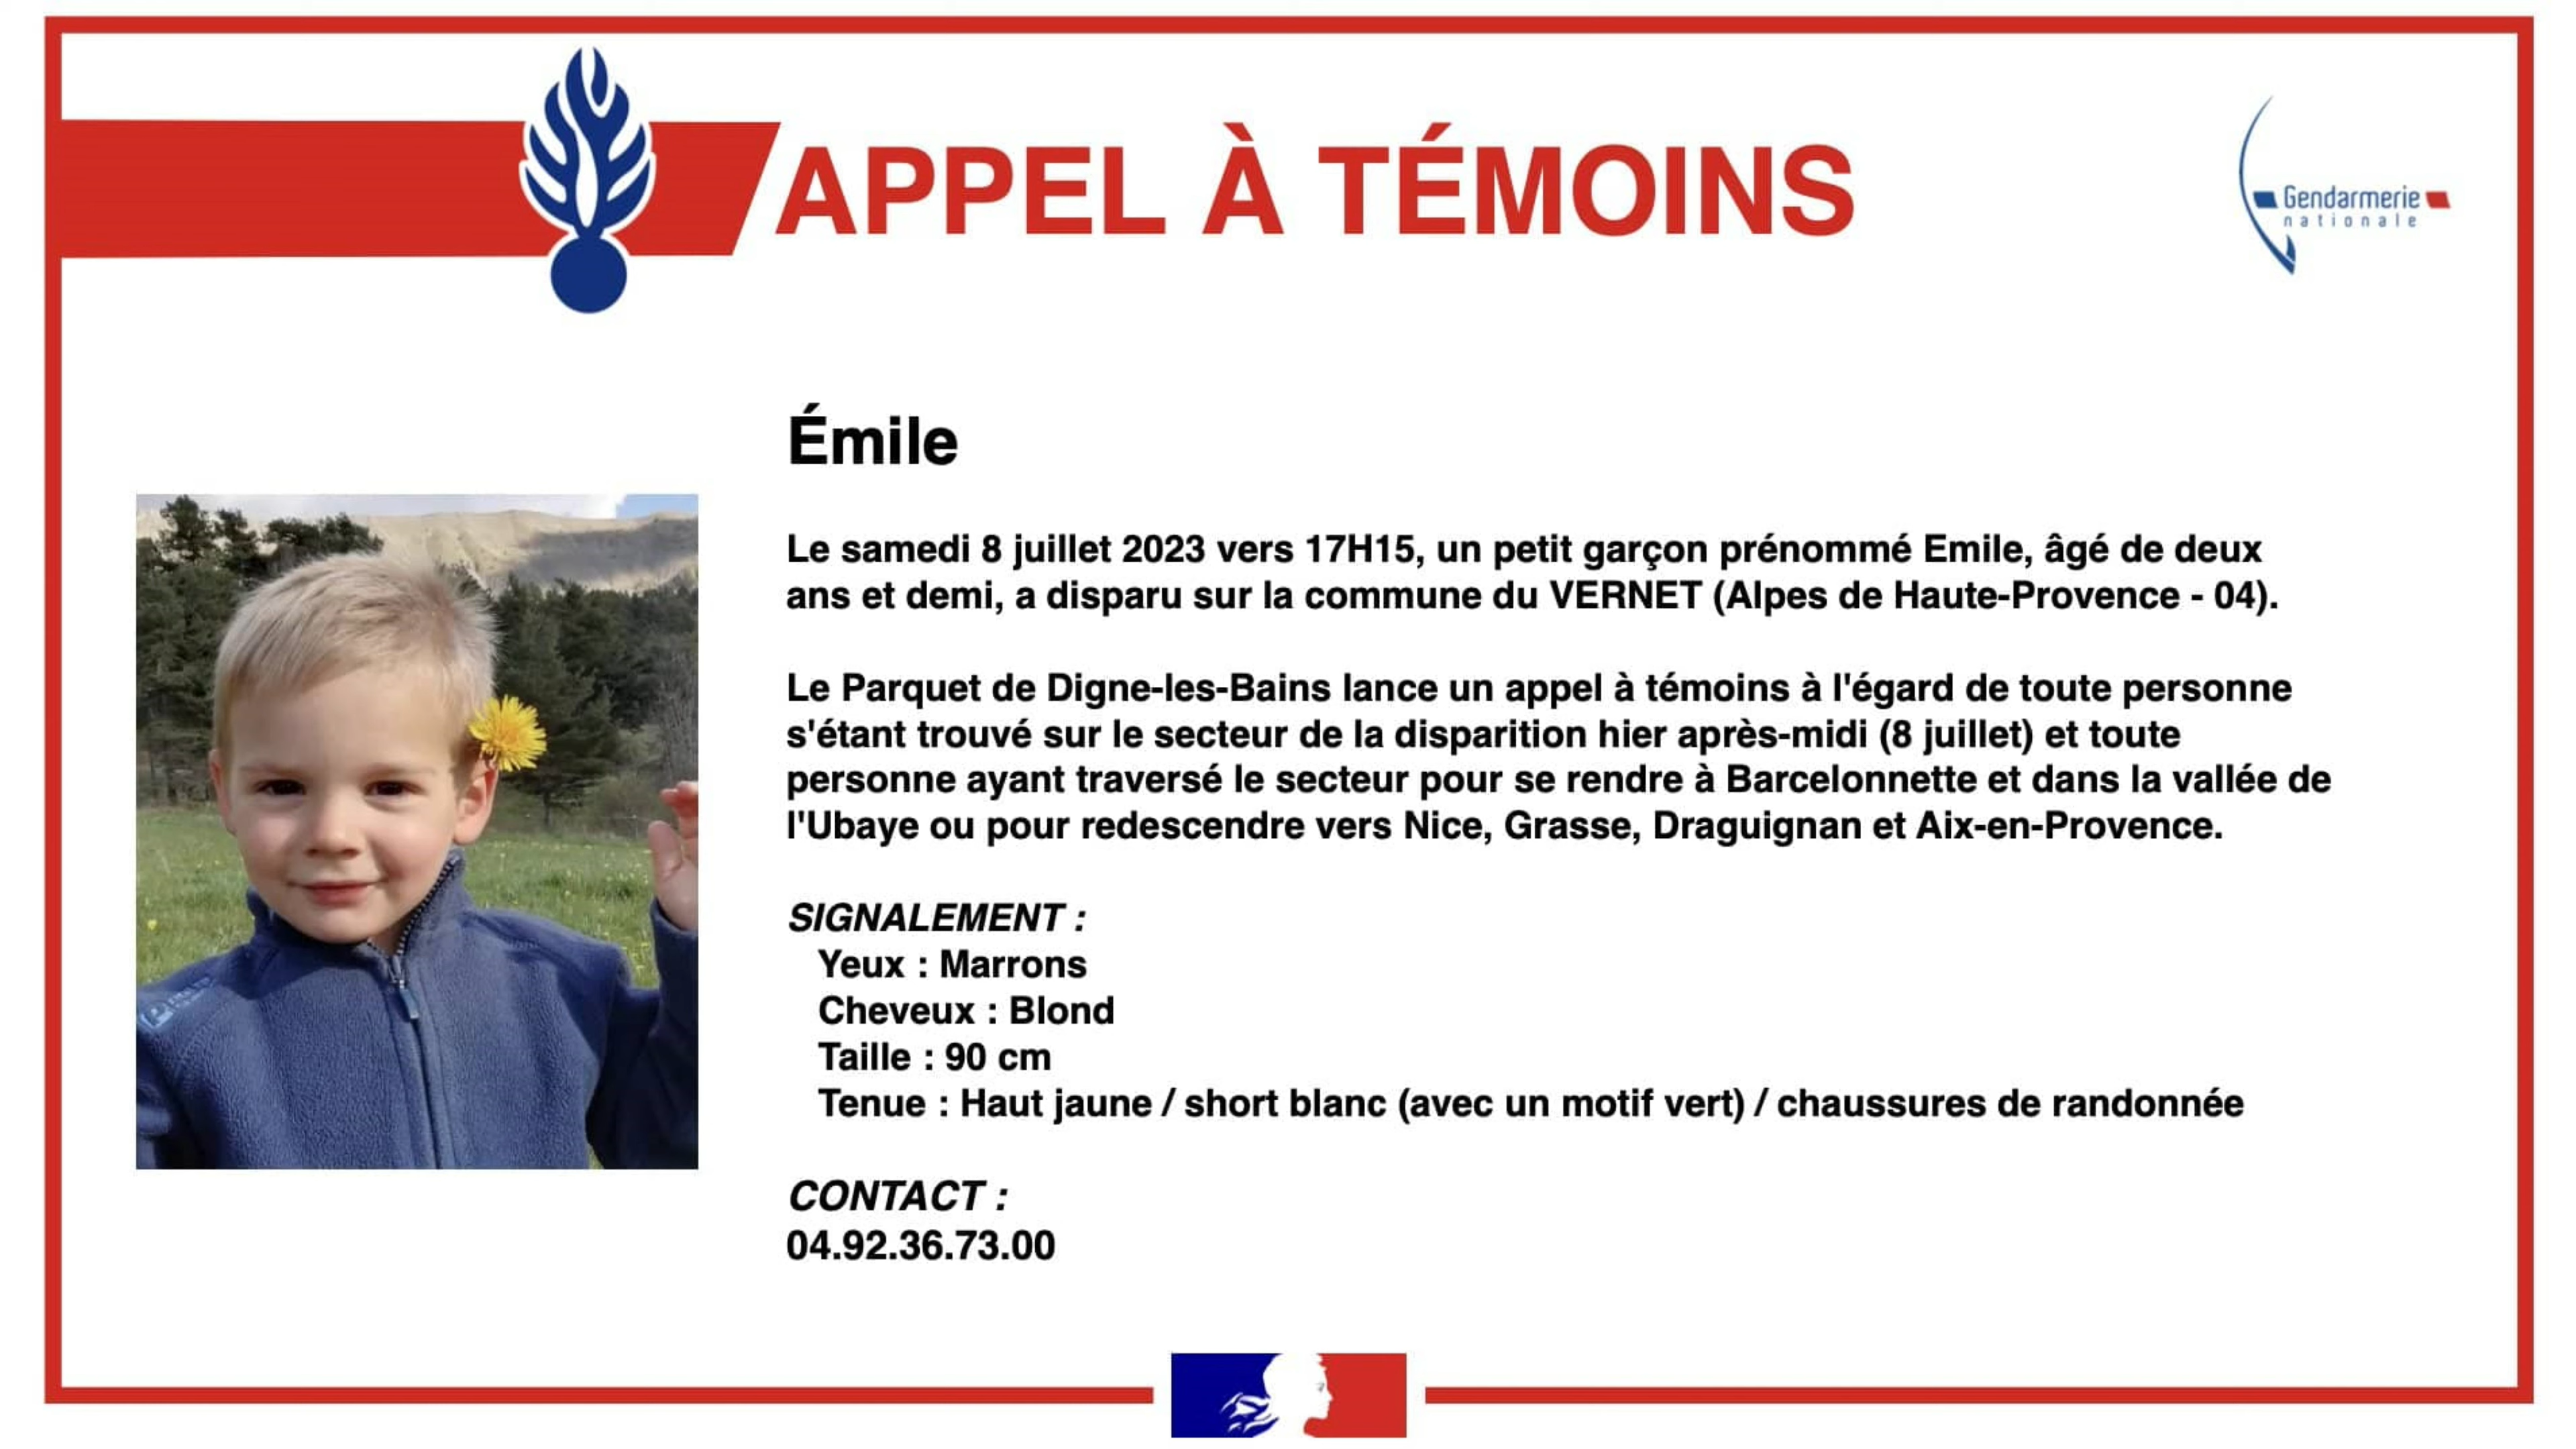 APPEL À TÉMOINS
Gendarmerie
nationale
Émile
Le samedi 8 juillet 2023 vers 17H15, un petit garçon prénommé Emile, âgé de deux
ans et demi, a disparu sur la commune du VERNET (Alpes de Haute-Provence - 04).
Le Parquet de Digne-les-Bains lance un appel à témoins à l'égard de toute personne
s'étant trouvé sur le secteur de la disparition hier après-midi (8 juillet) et toute
personne ayant traversé le secteur pour se rendre à Barcelonnette et dans la vallée de
l'Ubaye ou pour redescendre vers Nice, Grasse, Draguignan et Aix-en-Provence.
SIGNALEMENT :
Yeux : Marrons
Cheveux : Blond
Taille : 90 cm
Tenue : Haut jaune / short blanc (avec un motif vert) / chaussures de randonnée
CONTACT :
04.92.36.73.00